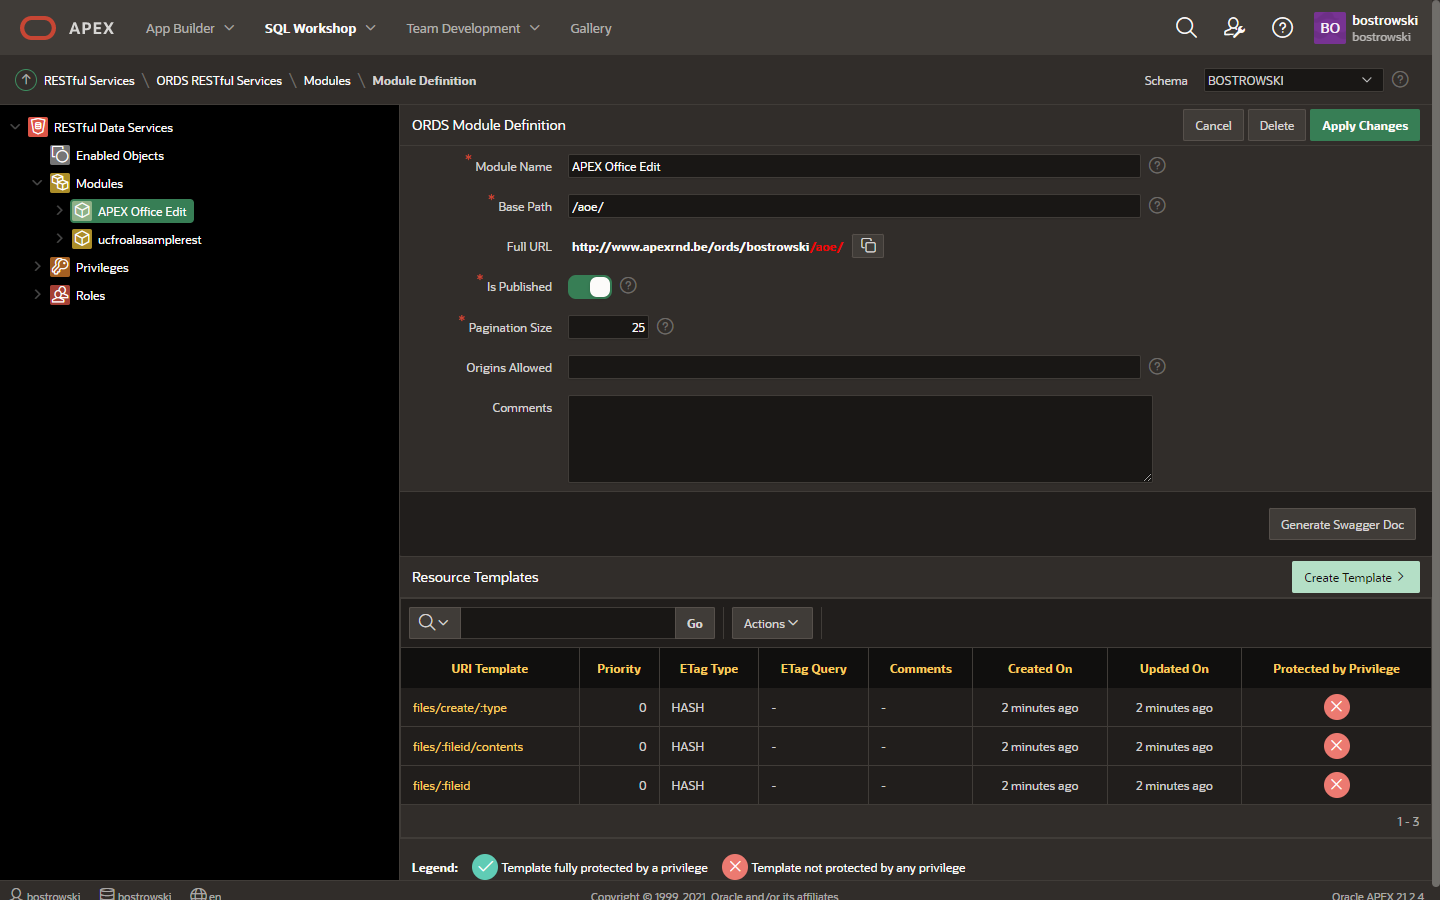 APEX App Builder SQL Workshop Team Development Gallery BO bostrowski
bostrowski
RESTful Services \ ORDS RESTful Services \ Modules \ Module Definition Schema BOSTROWSKI
RESTful Data Services
Enabled Objects
Modules
APEX Office Edit
ucfroalasamplerest
Privileges
Roles
ORDS Module Definition Cancel Delete Apply Changes
* Module Name APEX Office Edit
* Base Path /aoe/
Full URL http://www.apexrnd.be/ords/bostrowski/aoe/
* Is Published
* Pagination Size 25
Origins Allowed
Comments
Generate Swagger Doc
Resource Templates Create Template >
Go Actions
URI Template Priority ETag Type ETag Query Comments Created On Updated On Protected by Privilege
files/create/:type 0 HASH - - 2 minutes ago 2 minutes ago
files/:fileid/contents 0 HASH - - 2 minutes ago 2 minutes ago
files/:fileid 0 HASH - - 2 minutes ago 2 minutes ago
1 - 3
Legend: Template fully protected by a privilege Template not protected by any privilege
bostrowski bostrowski en Copyright © 1999, 2021, Oracle and/or its affiliates. Oracle APEX 21.2.4